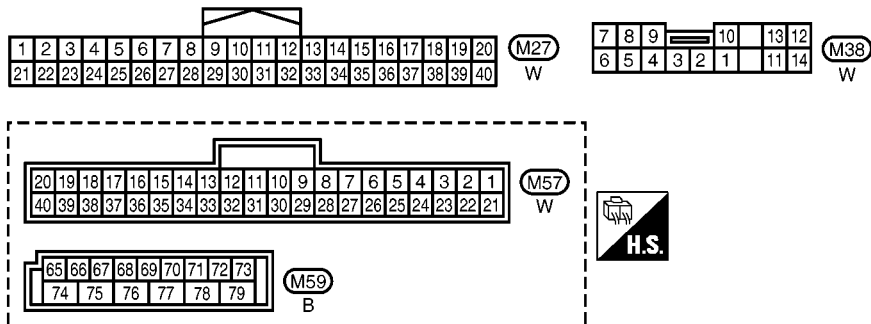 1 2 3 4 5 6 7 8 9 10 11 12 13 14 15 16 17 18 19 20
21 22 23 24 25 26 27 28 29 30 31 32 33 34 35 36 37 38 39 40
M27
W
7 8 9 10 13 12
6 5 4 3 2 1 11 14
M38
W
20 19 18 17 16 15 14 13 12 11 10 9 8 7 6 5 4 3 2 1
40 39 38 37 36 35 34 33 32 31 30 29 28 27 26 25 24 23 22 21
M57
W
H.S.
65 66 67 68 69 70 71 72 73
74 75 76 77 78 79
M59
B